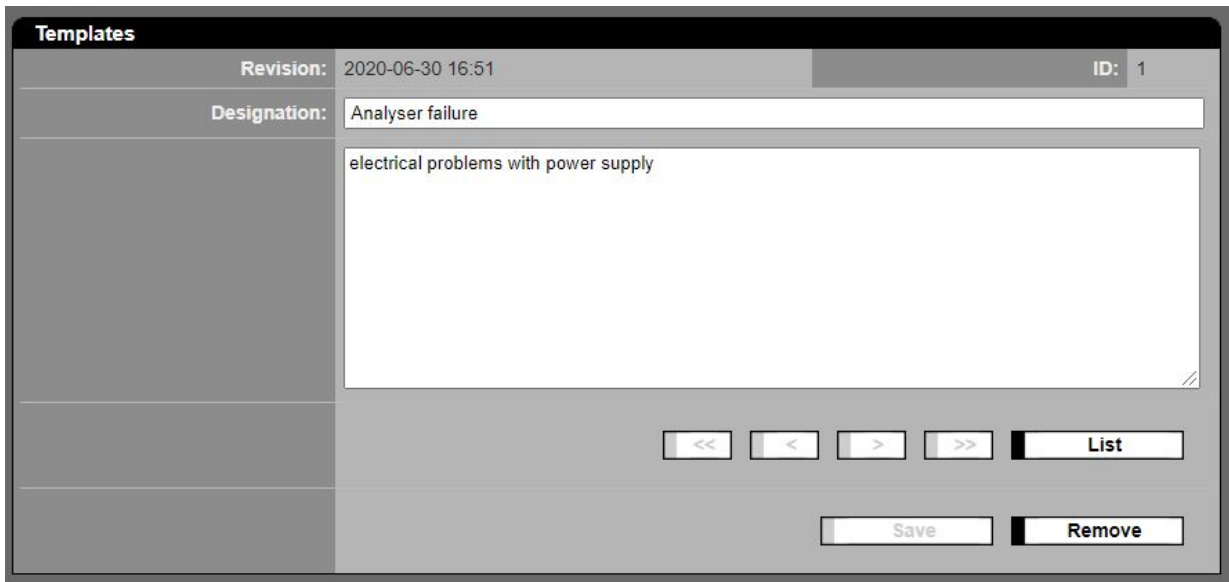 Templates
Revision: 2020-06-30 16:51 ID: 1
Designation: Analyser failure
electrical problems with power supply
<< < > >> List
Save Remove